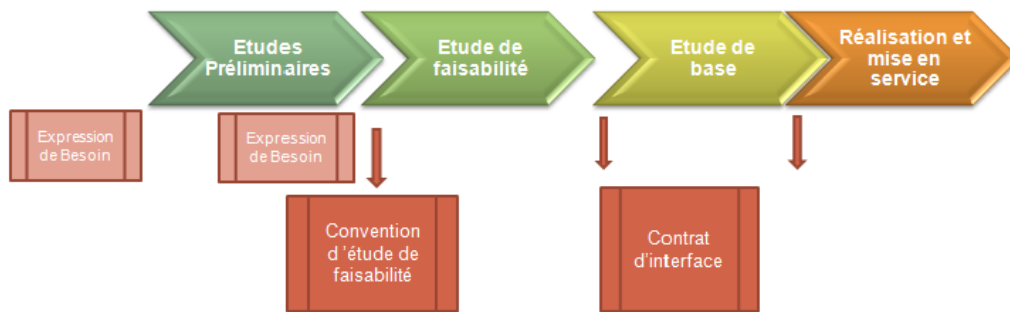 Etudes
Préliminaires
Etude de
faisabilité
Etude de
base
Réalisation et
mise en
service
Expression
de Besoin
Expression
de Besoin
Convention
d 'étude de
faisabilité
Contrat
d'interface